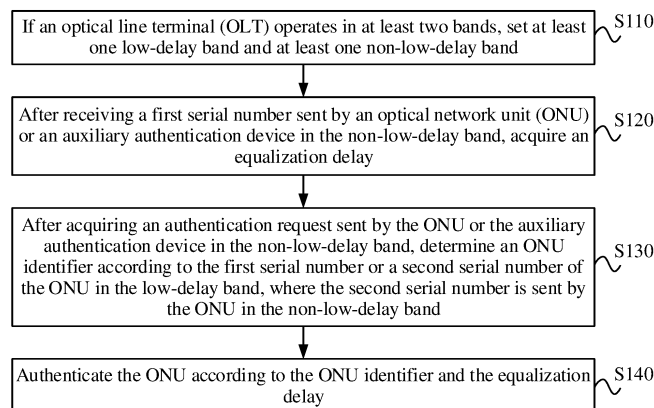 If an optical line terminal (OLT) operates in at least two bands, set at least
one low-delay band and at least one non-low-delay band
S110
After receiving a first serial number sent by an optical network unit (ONU)
or an auxiliary authentication device in the non-low-delay band, acquire an
equalization delay
S120
After acquiring an authentication request sent by the ONU or the auxiliary
authentication device in the non-low-delay band, determine an ONU
identifier according to the first serial number or a second serial number of
the ONU in the low-delay band, where the second serial number is sent by
the ONU in the non-low-delay band
S130
Authenticate the ONU according to the ONU identifier and the equalization
delay
S140